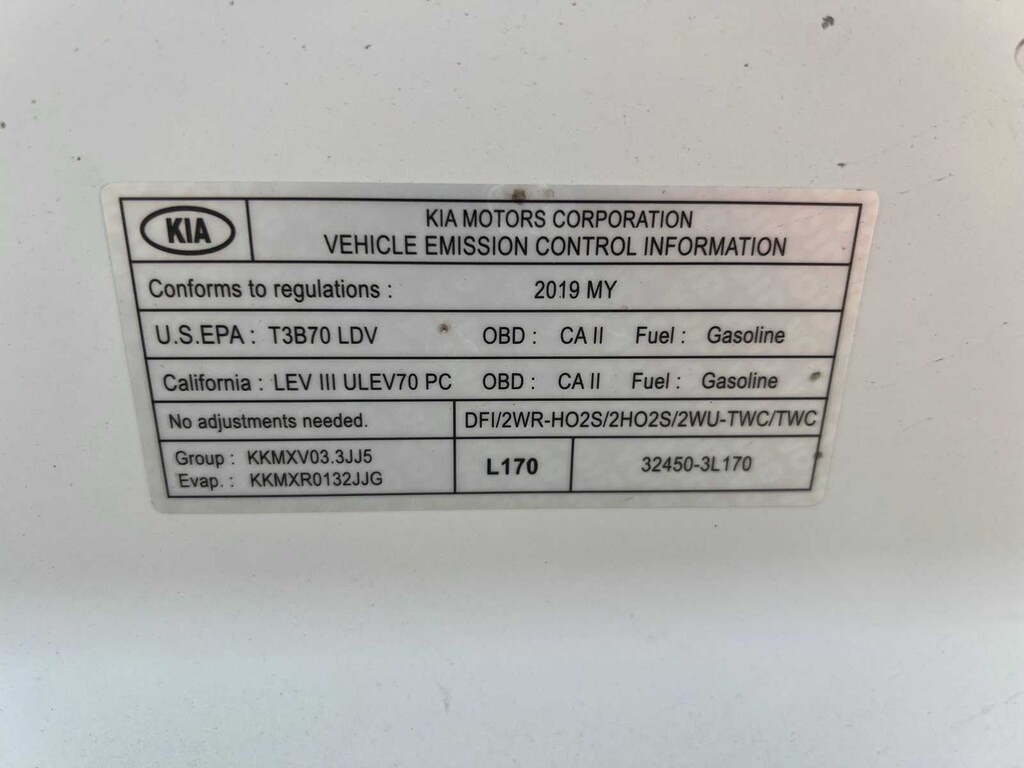 KIA
KIA MOTORS CORPORATION
VEHICLE EMISSION CONTROL INFORMATION
Conforms to regulations : 2019 MY
U.S.EPA : T3B70 LDV OBD : CA II Fuel : Gasoline
California : LEV III ULEV70 PC OBD : CA II Fuel : Gasoline
No adjustments needed. DFI/2WR-HO2S/2HO2S/2WU-TWC/TWC
Group : KKMXV03.3JJ5
Evap. : KKMXR0132JJG
L170
32450-3L170